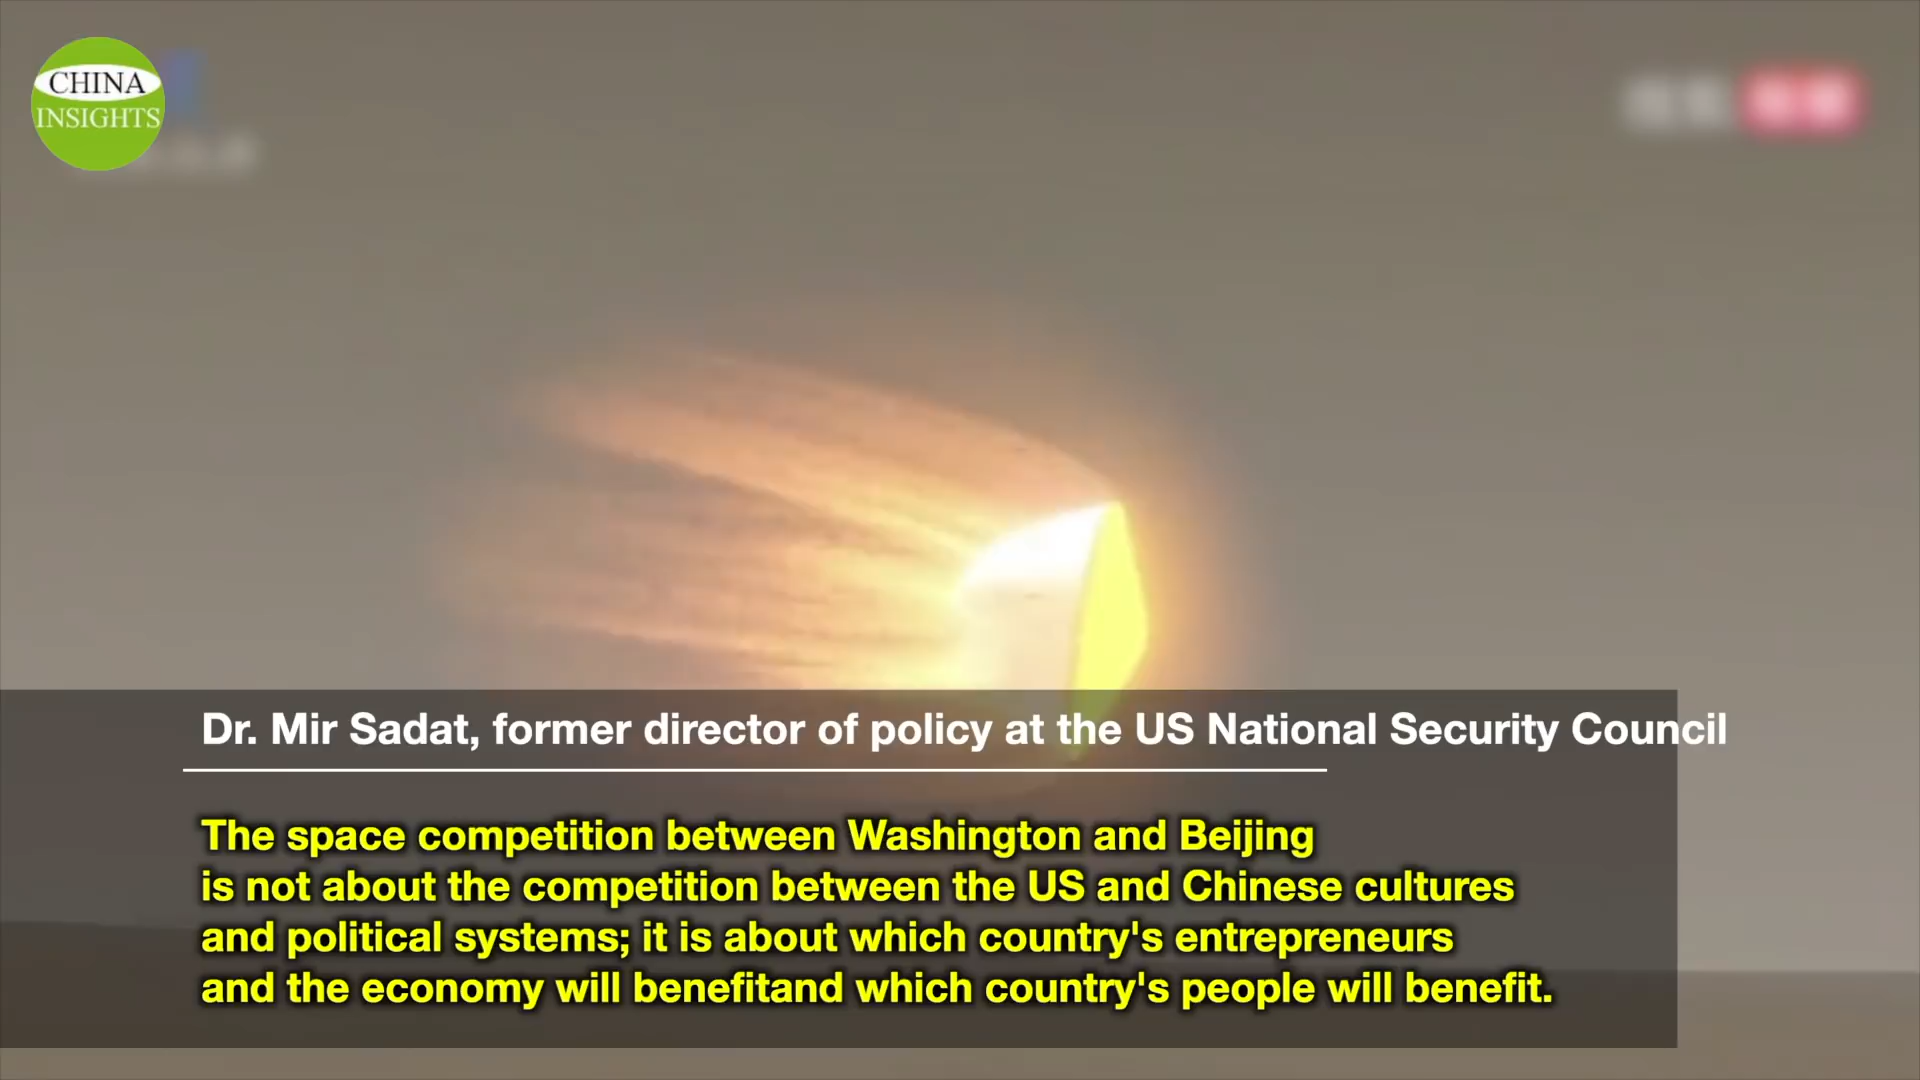 CHINA
INSIGHTS
Dr. Mir Sadat, former director of policy at the US National Security Council
The space competition between Washington and Beijing
is not about the competition between the US and Chinese cultures
and political systems; it is about which country's entrepreneurs
and the economy will benefitand which country's people will benefit.